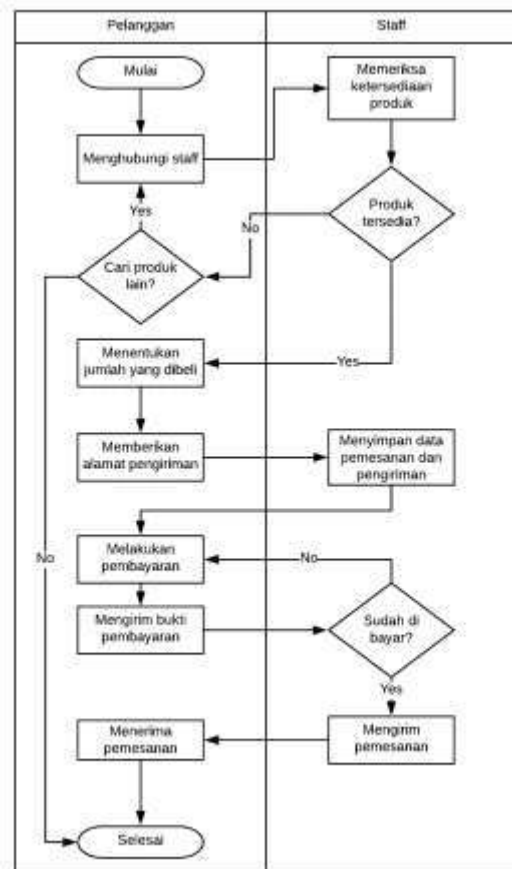 Pelanggan
Staff
Mulai
Memeriksa
ketersediaan
produk
Menghubungi staff
Yes
Produk
tersedia?
No
Cari produk
lain?
Menentukan
jumlah yang dibeli
Yes
Memberikan
alamat pengiriman
Menyimpan data
pemesanan dan
pengiriman
No
Melakukan
pembayaran
No
Mengirim bukti
pembayaran
Sudah di
bayar?
Yes
Menerima
pemesanan
Mengirim
pemesanan
Selesai